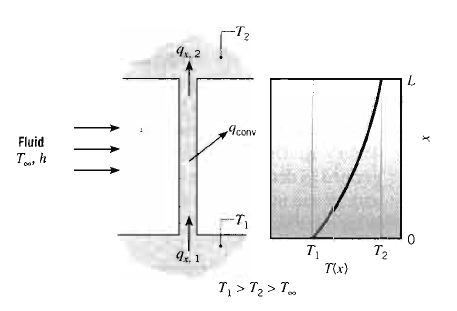 T2
qx, 2
L
Fluid
T∞, h
qconv
x
T1
qx, 1
0
T1 T2
T(x)
T1 > T2 > T∞